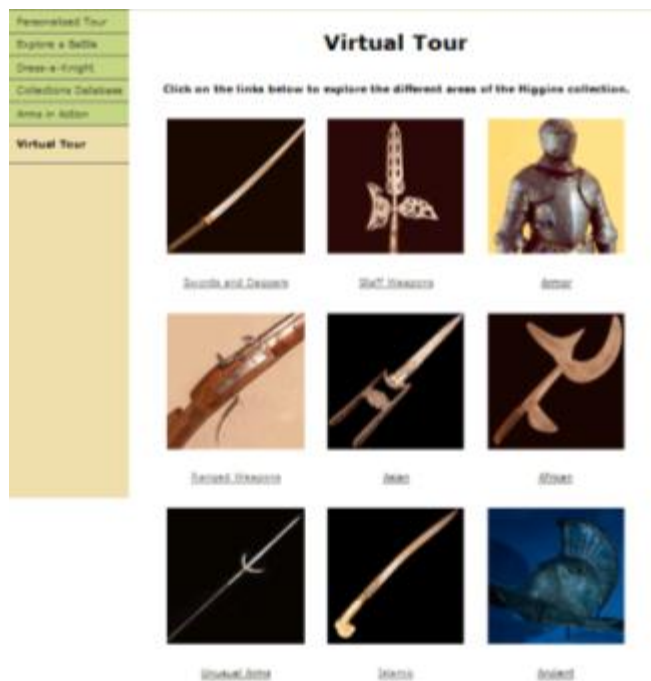 Personalized Tour
Explore a Battle
Dress-a-Knight
Collections Database
Arms in Action
Virtual Tour
Virtual Tour
Click on the links below to explore the different areas of the Higgins collection.
Swords and Daggers
Staff Weapons
Armor
Ranged Weapons
Asian
African
Unusual Arms
Islamic
Ancient